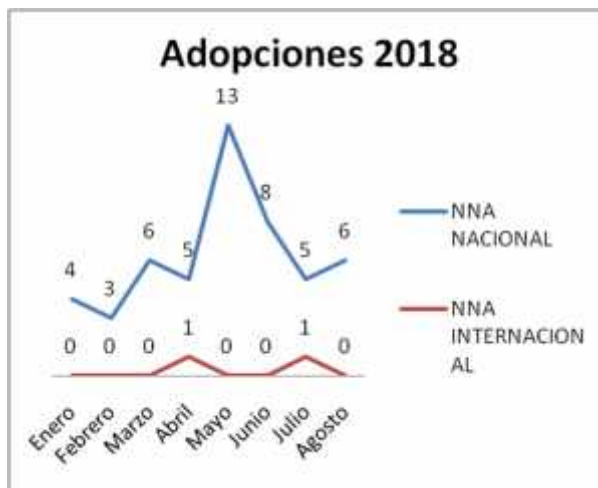 Adopciones 2018
13
8
6
6
5
5
4
3
1
1
0
0
0
0
0
0
Enero
Febrero
Marzo
Abril
Mayo
Junio
Julio
Agosto
NNA
NACIONAL
NNA
INTERNACION
AL